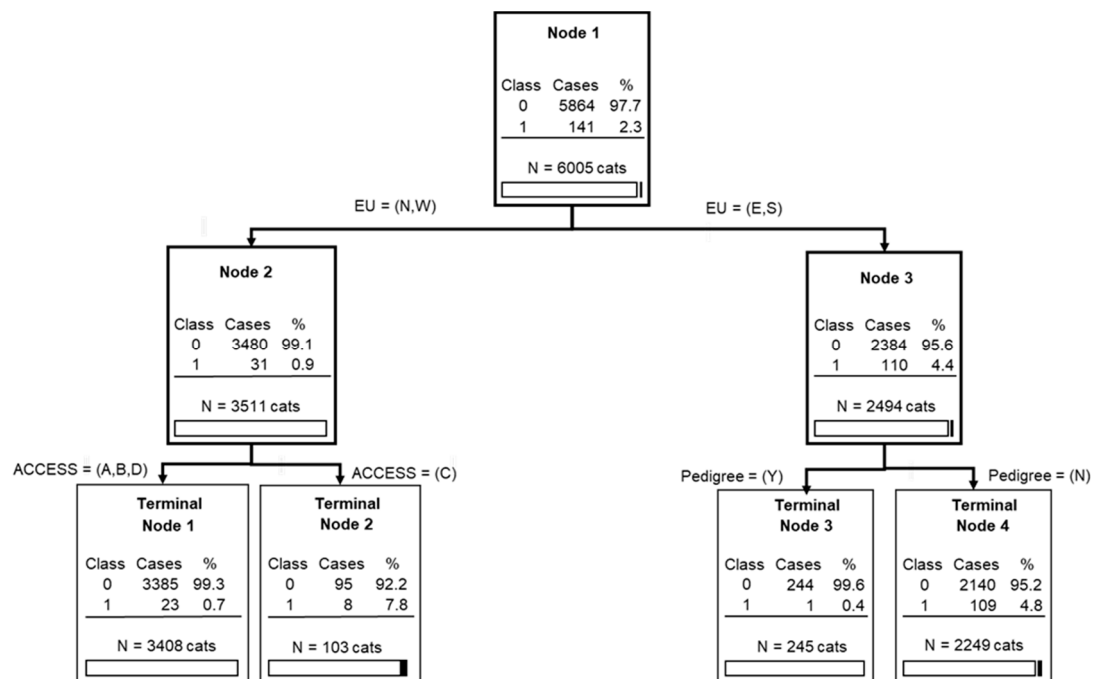 Node 1
Class Cases %
0 5864 97.7
1 141 2.3
N = 6005 cats
EU = (N,W)
EU = (E,S)
Node 2
Class Cases %
0 3480 99.1
1 31 0.9
N = 3511 cats
Node 3
Class Cases %
0 2384 95.6
1 110 4.4
N = 2494 cats
ACCESS = (A,B,D)
ACCESS = (C)
Pedigree = (Y)
Pedigree = (N)
Terminal
Node 1
Class Cases %
0 3385 99.3
1 23 0.7
N = 3408 cats
Terminal
Node 2
Class Cases %
0 95 92.2
1 8 7.8
N = 103 cats
Terminal
Node 3
Class Cases %
0 244 99.6
1 1 0.4
N = 245 cats
Terminal
Node 4
Class Cases %
0 2140 95.2
1 109 4.8
N = 2249 cats